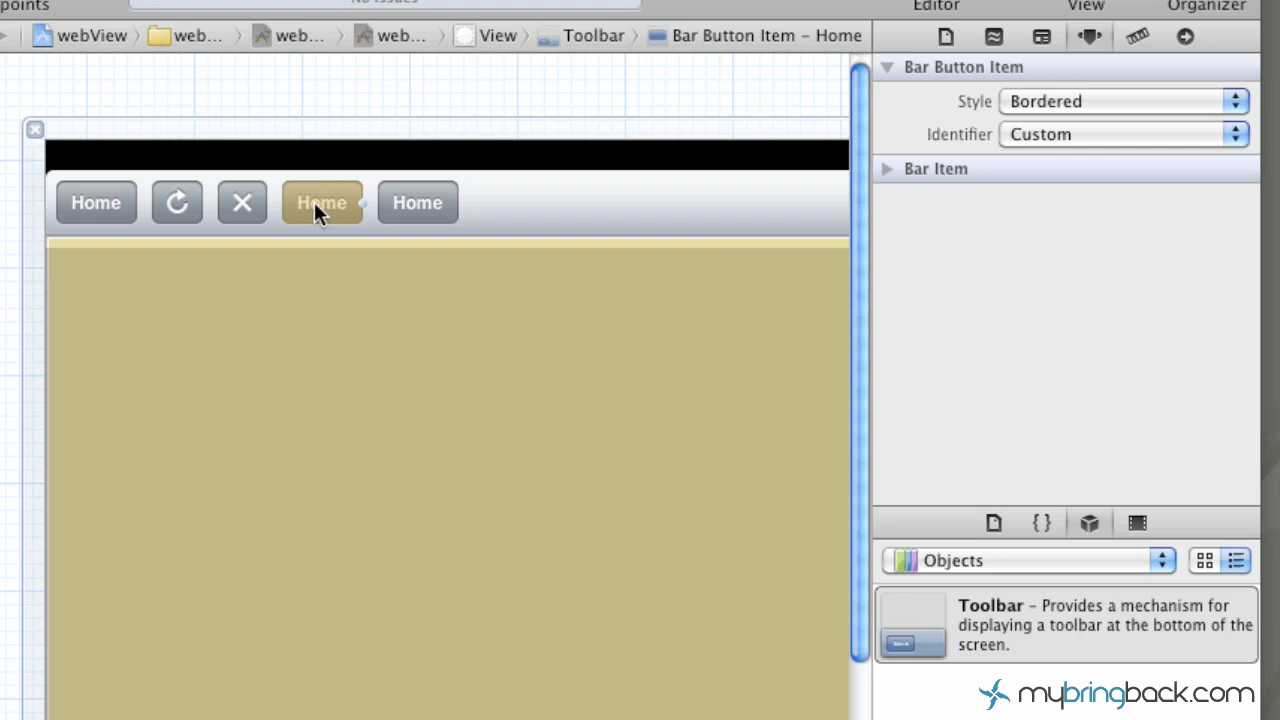 points
No Issues
Editor View Organizer
webView web... web... web... View Toolbar Bar Button Item – Home
Bar Button Item
Style Bordered
Identifier Custom
Bar Item
Home Home Home
{ }
Objects
Toolbar – Provides a mechanism for
displaying a toolbar at the bottom of the
screen.
mybringback.com